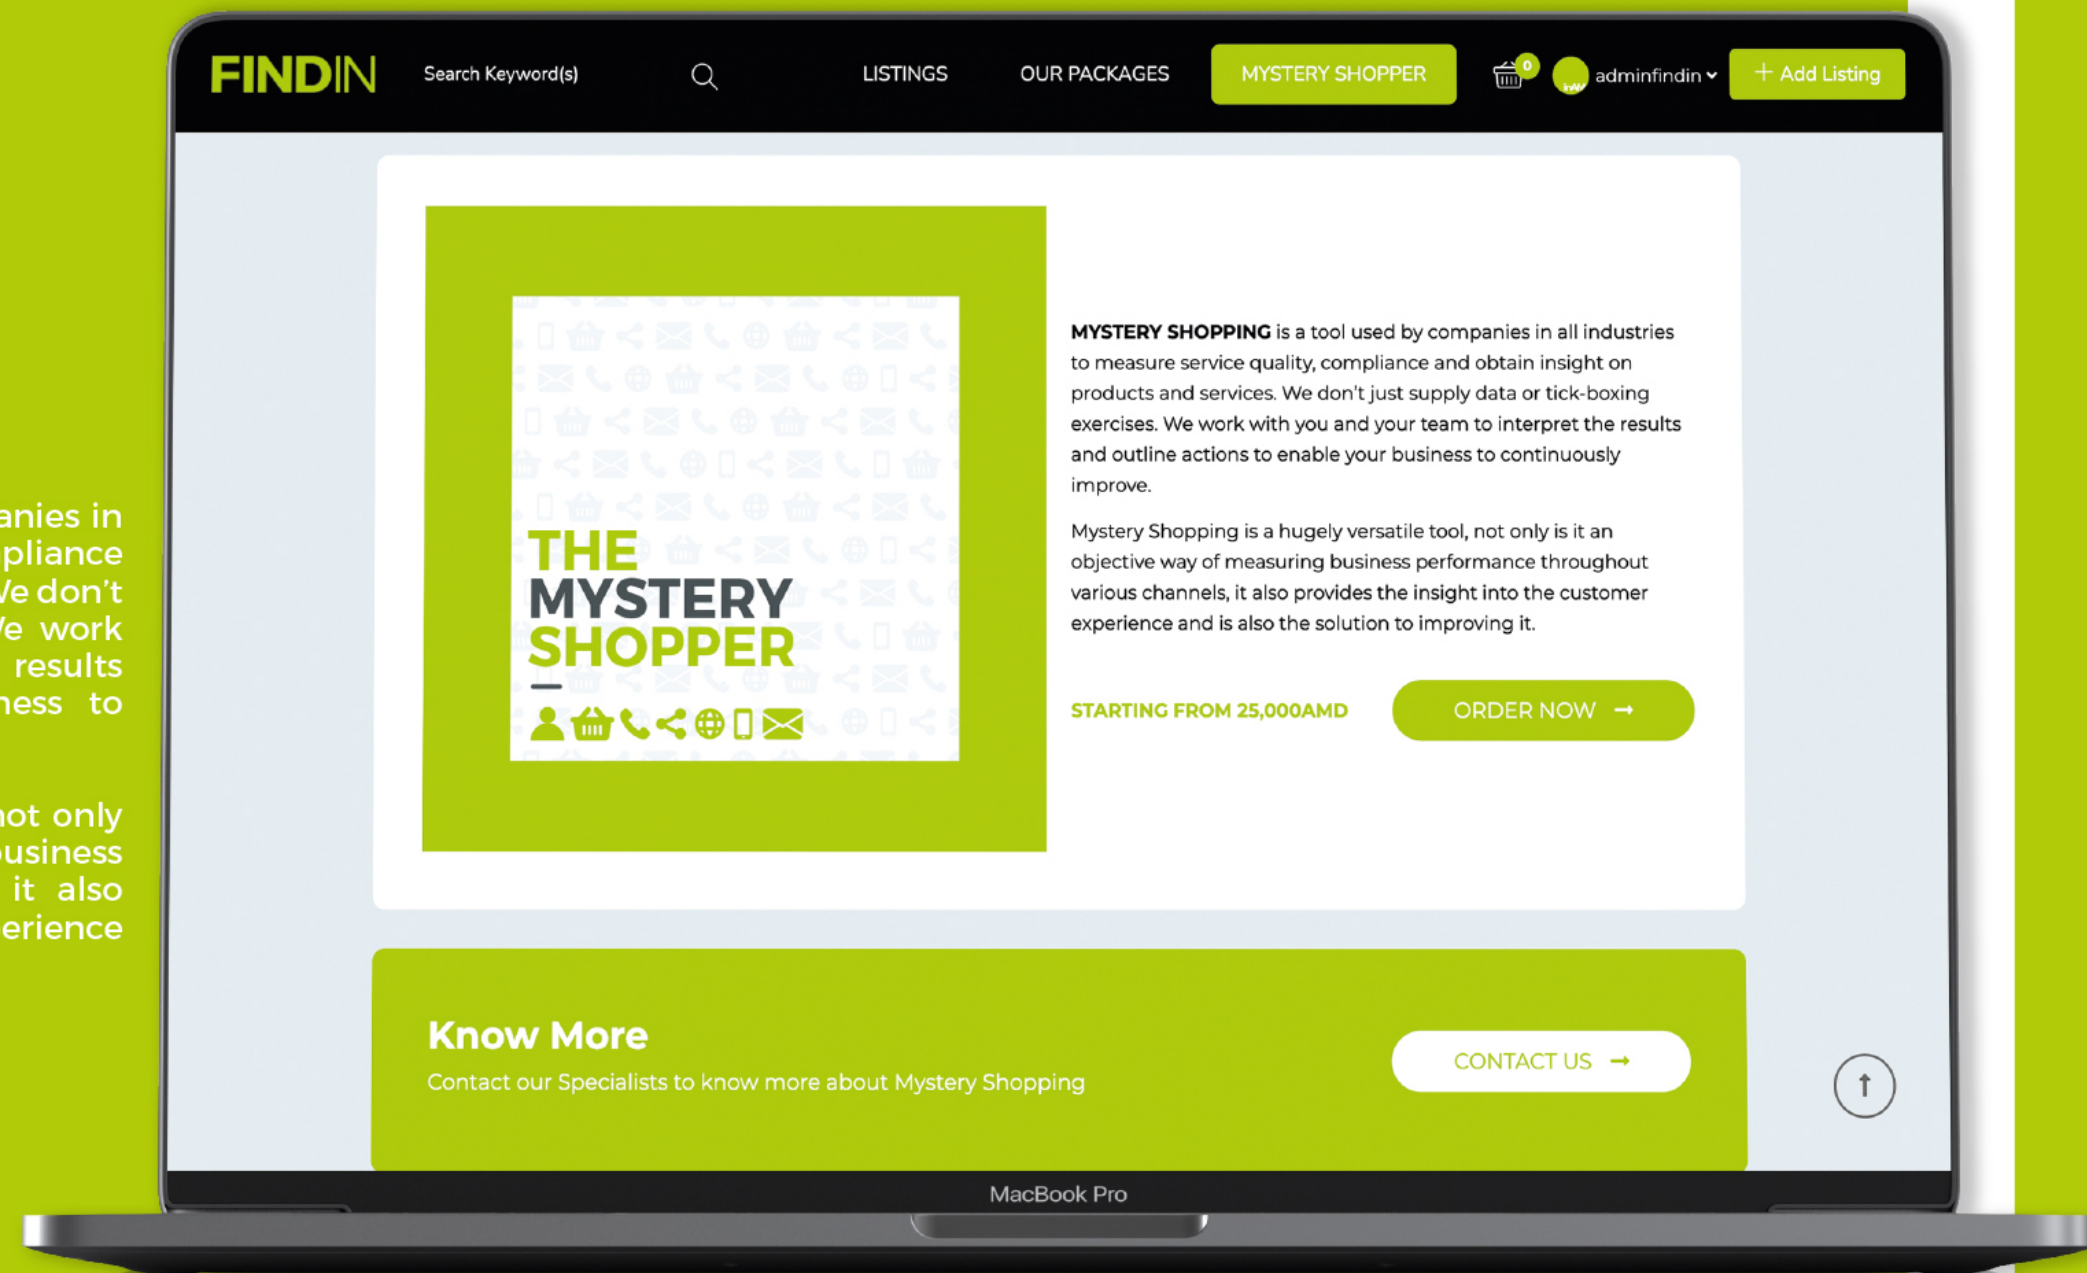 FINDIN
Search Keyword(s)
LISTINGS
OUR PACKAGES
MYSTERY SHOPPER
0
adminfindin
+ Add Listing
THE
MYSTERY
SHOPPER
MYSTERY SHOPPING is a tool used by companies in all industries
to measure service quality, compliance and obtain insight on
products and services. We don't just supply data or tick-boxing
exercises. We work with you and your team to interpret the results
and outline actions to enable your business to continuously
improve.
Mystery Shopping is a hugely versatile tool, not only is it an
objective way of measuring business performance throughout
various channels, it also provides the insight into the customer
experience and is also the solution to improving it.
STARTING FROM 25,000AMD
ORDER NOW →
Know More
Contact our Specialists to know more about Mystery Shopping
CONTACT US →
MacBook Pro
in
don't
work
results
to
not only
it also